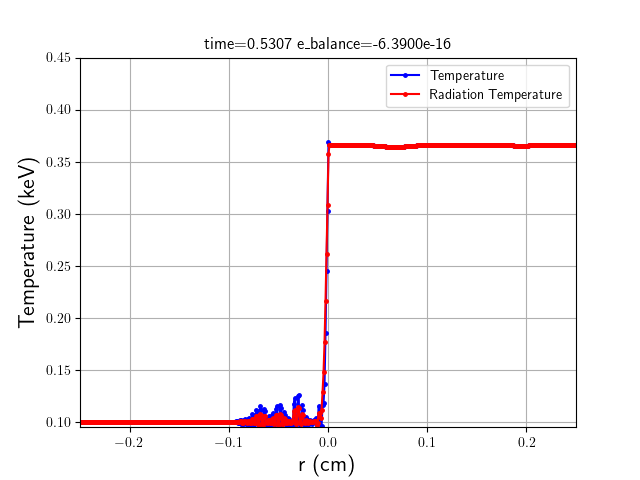 time=0.5307 e_balance=-6.3900e-16
0.45
0.40
0.35
0.30
0.25
0.20
0.15
0.10
Temperature (keV)
Temperature
Radiation Temperature
−0.2
−0.1
0.0
0.1
0.2
r (cm)